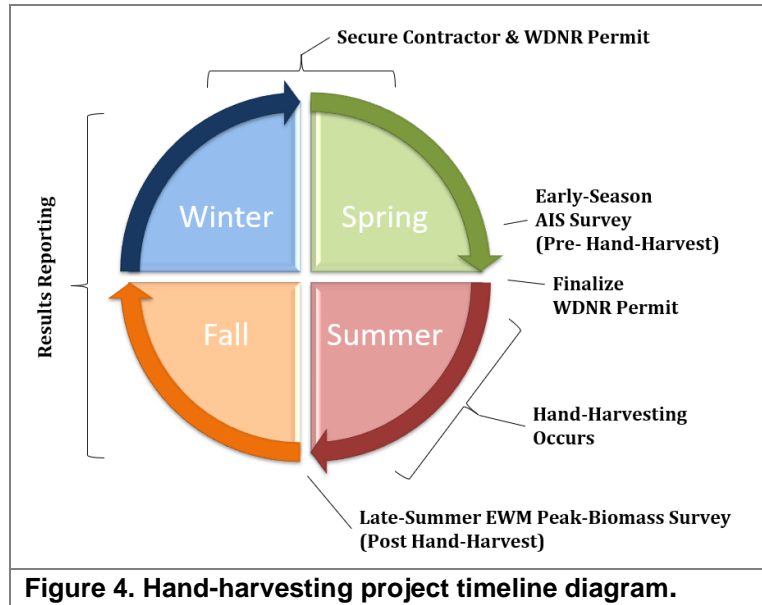 Secure Contractor & WDNR Permit
Results Reporting
Winter
Spring
Early-Season
AIS Survey
(Pre- Hand-Harvest)
Finalize
WDNR Permit
Fall
Summer
Hand-Harvesting
Occurs
Late-Summer EWM Peak-Biomass Survey
(Post Hand-Harvest)
Figure 4. Hand-harvesting project timeline diagram.